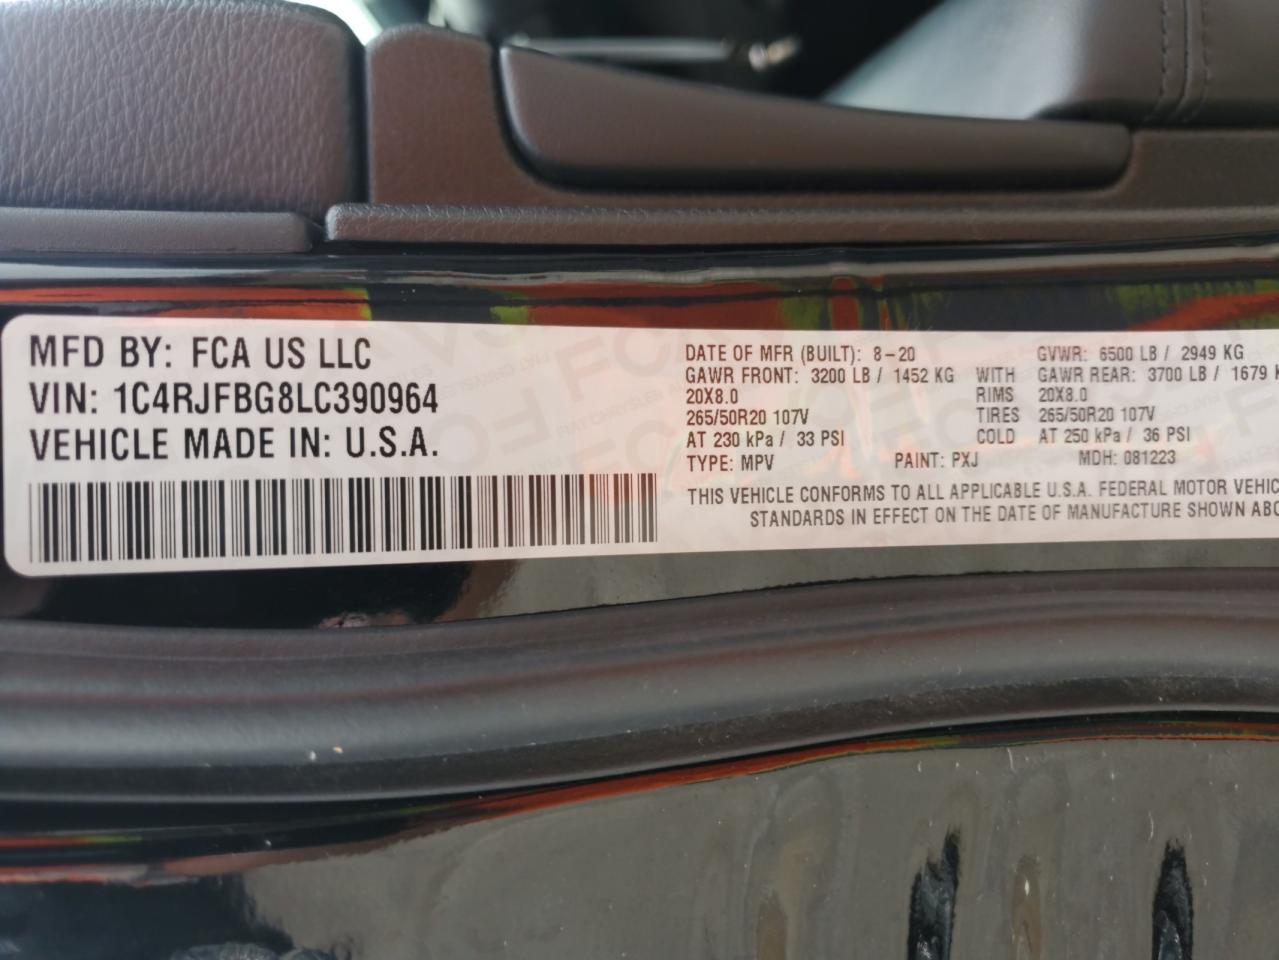 MFD BY: FCA US LLC
VIN: 1C4RJFBG8LC390964
VEHICLE MADE IN: U.S.A.
DATE OF MFR (BUILT): 8-20 GVWR: 6500 LB / 2949 KG
GAWR FRONT: 3200 LB / 1452 KG WITH GAWR REAR: 3700 LB / 1679 K
20X8.0 RIMS 20X8.0
265/50R20 107V TIRES 265/50R20 107V
AT 230 kPa / 33 PSI COLD AT 250 kPa / 36 PSI
TYPE: MPV PAINT: PXJ MDH: 081223
THIS VEHICLE CONFORMS TO ALL APPLICABLE U.S.A. FEDERAL MOTOR VEHIC
STANDARDS IN EFFECT ON THE DATE OF MANUFACTURE SHOWN ABO